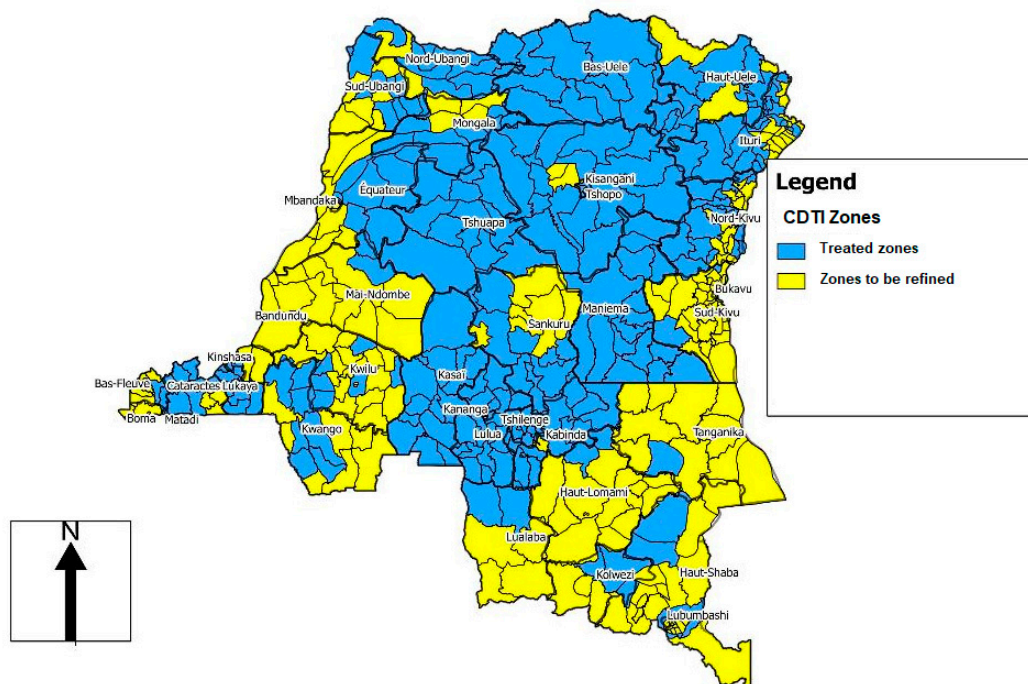 Nord-Ubangi
Bas-Uele
Haut-Uele
Sud-Ubangi
Mongala
Ituri
Kisangani
Équateur
Tshopo
Mbandaka
Nord-Kivu
Tshuapa
Bukavu
Mai-Ndombe
Maniema
Sud-Kivu
Bandundu
Sankuru
Kinshasa
Kwilu
Kasaï
Bas-Fleuve
Cataractes
Lukaya
Kananga
Boma
Matadi
Tshilenge
Kwango
Lulua
Kabinda
Tanganika
Haut-Lomami
Lualaba
Kolwezi
Haut-Shaba
Lubumbashi
Legend
CDTI Zones
Treated zones
Zones to be refined
N